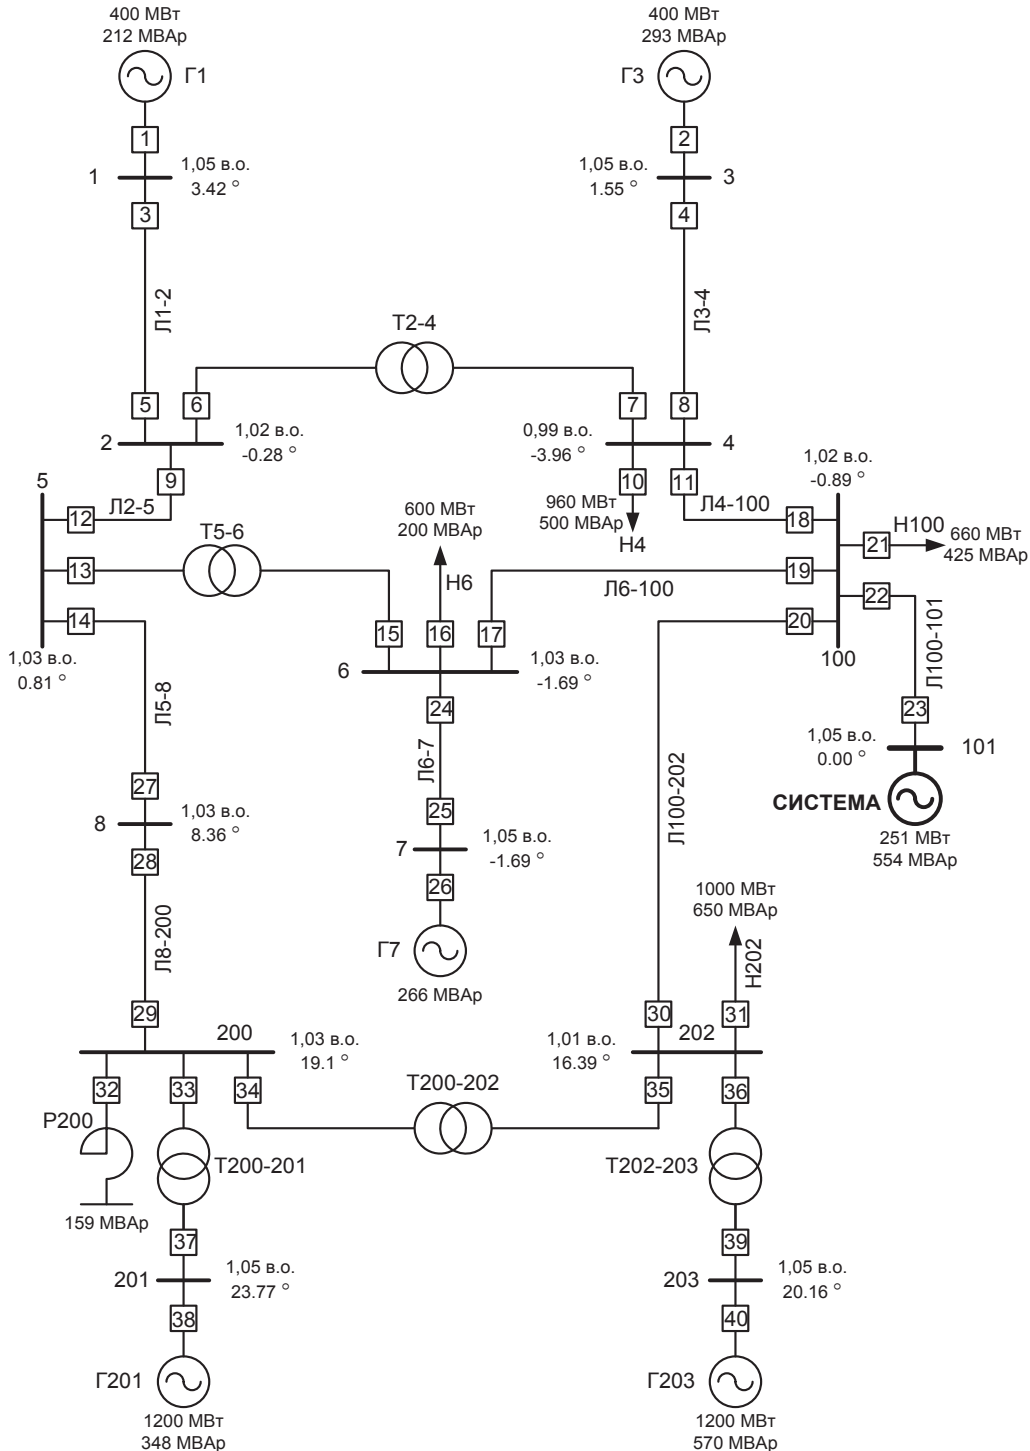 400 МВт
212 МВАр
Г1
1
1
1,05 в.о.
3.42 °
3
Л1-2
400 МВт
293 МВАр
Г3
2
1,05 в.о.
1.55 °
3
4
Л3-4
Т2-4
5
6
2
1,02 в.о.
-0.28 °
9
7
8
0,99 в.о.
-3.96 °
4
10
11
960 МВт
500 МВАр
Н4
Л4-100
1,02 в.о.
-0.89 °
18
21
Н100
660 МВт
425 МВАр
5
12
Л2-5
13
Т5-6
14
1,03 в.о.
0.81 °
600 МВт
200 МВАр
Н6
Л6-100
19
22
20
100
15
16
17
6
1,03 в.о.
-1.69 °
24
Л6-7
25
7
1,05 в.о.
-1.69 °
26
Г7
266 МВАр
Л100-101
23
1,05 в.о.
0.00 °
101
СИСТЕМА
251 МВт
554 МВАр
Л5-8
27
8
1,03 в.о.
8.36 °
28
Л8-200
29
200
1,03 в.о.
19.1 °
Л100-202
1000 МВт
650 МВАр
Н202
30
31
202
1,01 в.о.
16.39 °
32
33
34
Т200-202
35
36
Р200
159 МВАр
Т200-201
Т202-203
37
201
1,05 в.о.
23.77 °
38
Г201
1200 МВт
348 МВАр
39
203
1,05 в.о.
20.16 °
40
Г203
1200 МВт
570 МВАр